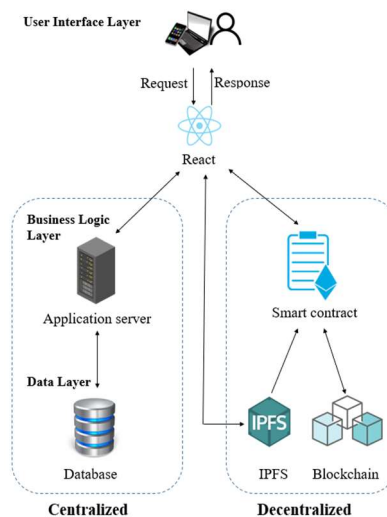 User Interface Layer
Request
Response
React
Business Logic
Layer
Application server
Smart contract
Data Layer
IPFS
Database
IPFS
Blockchain
Centralized
Decentralized